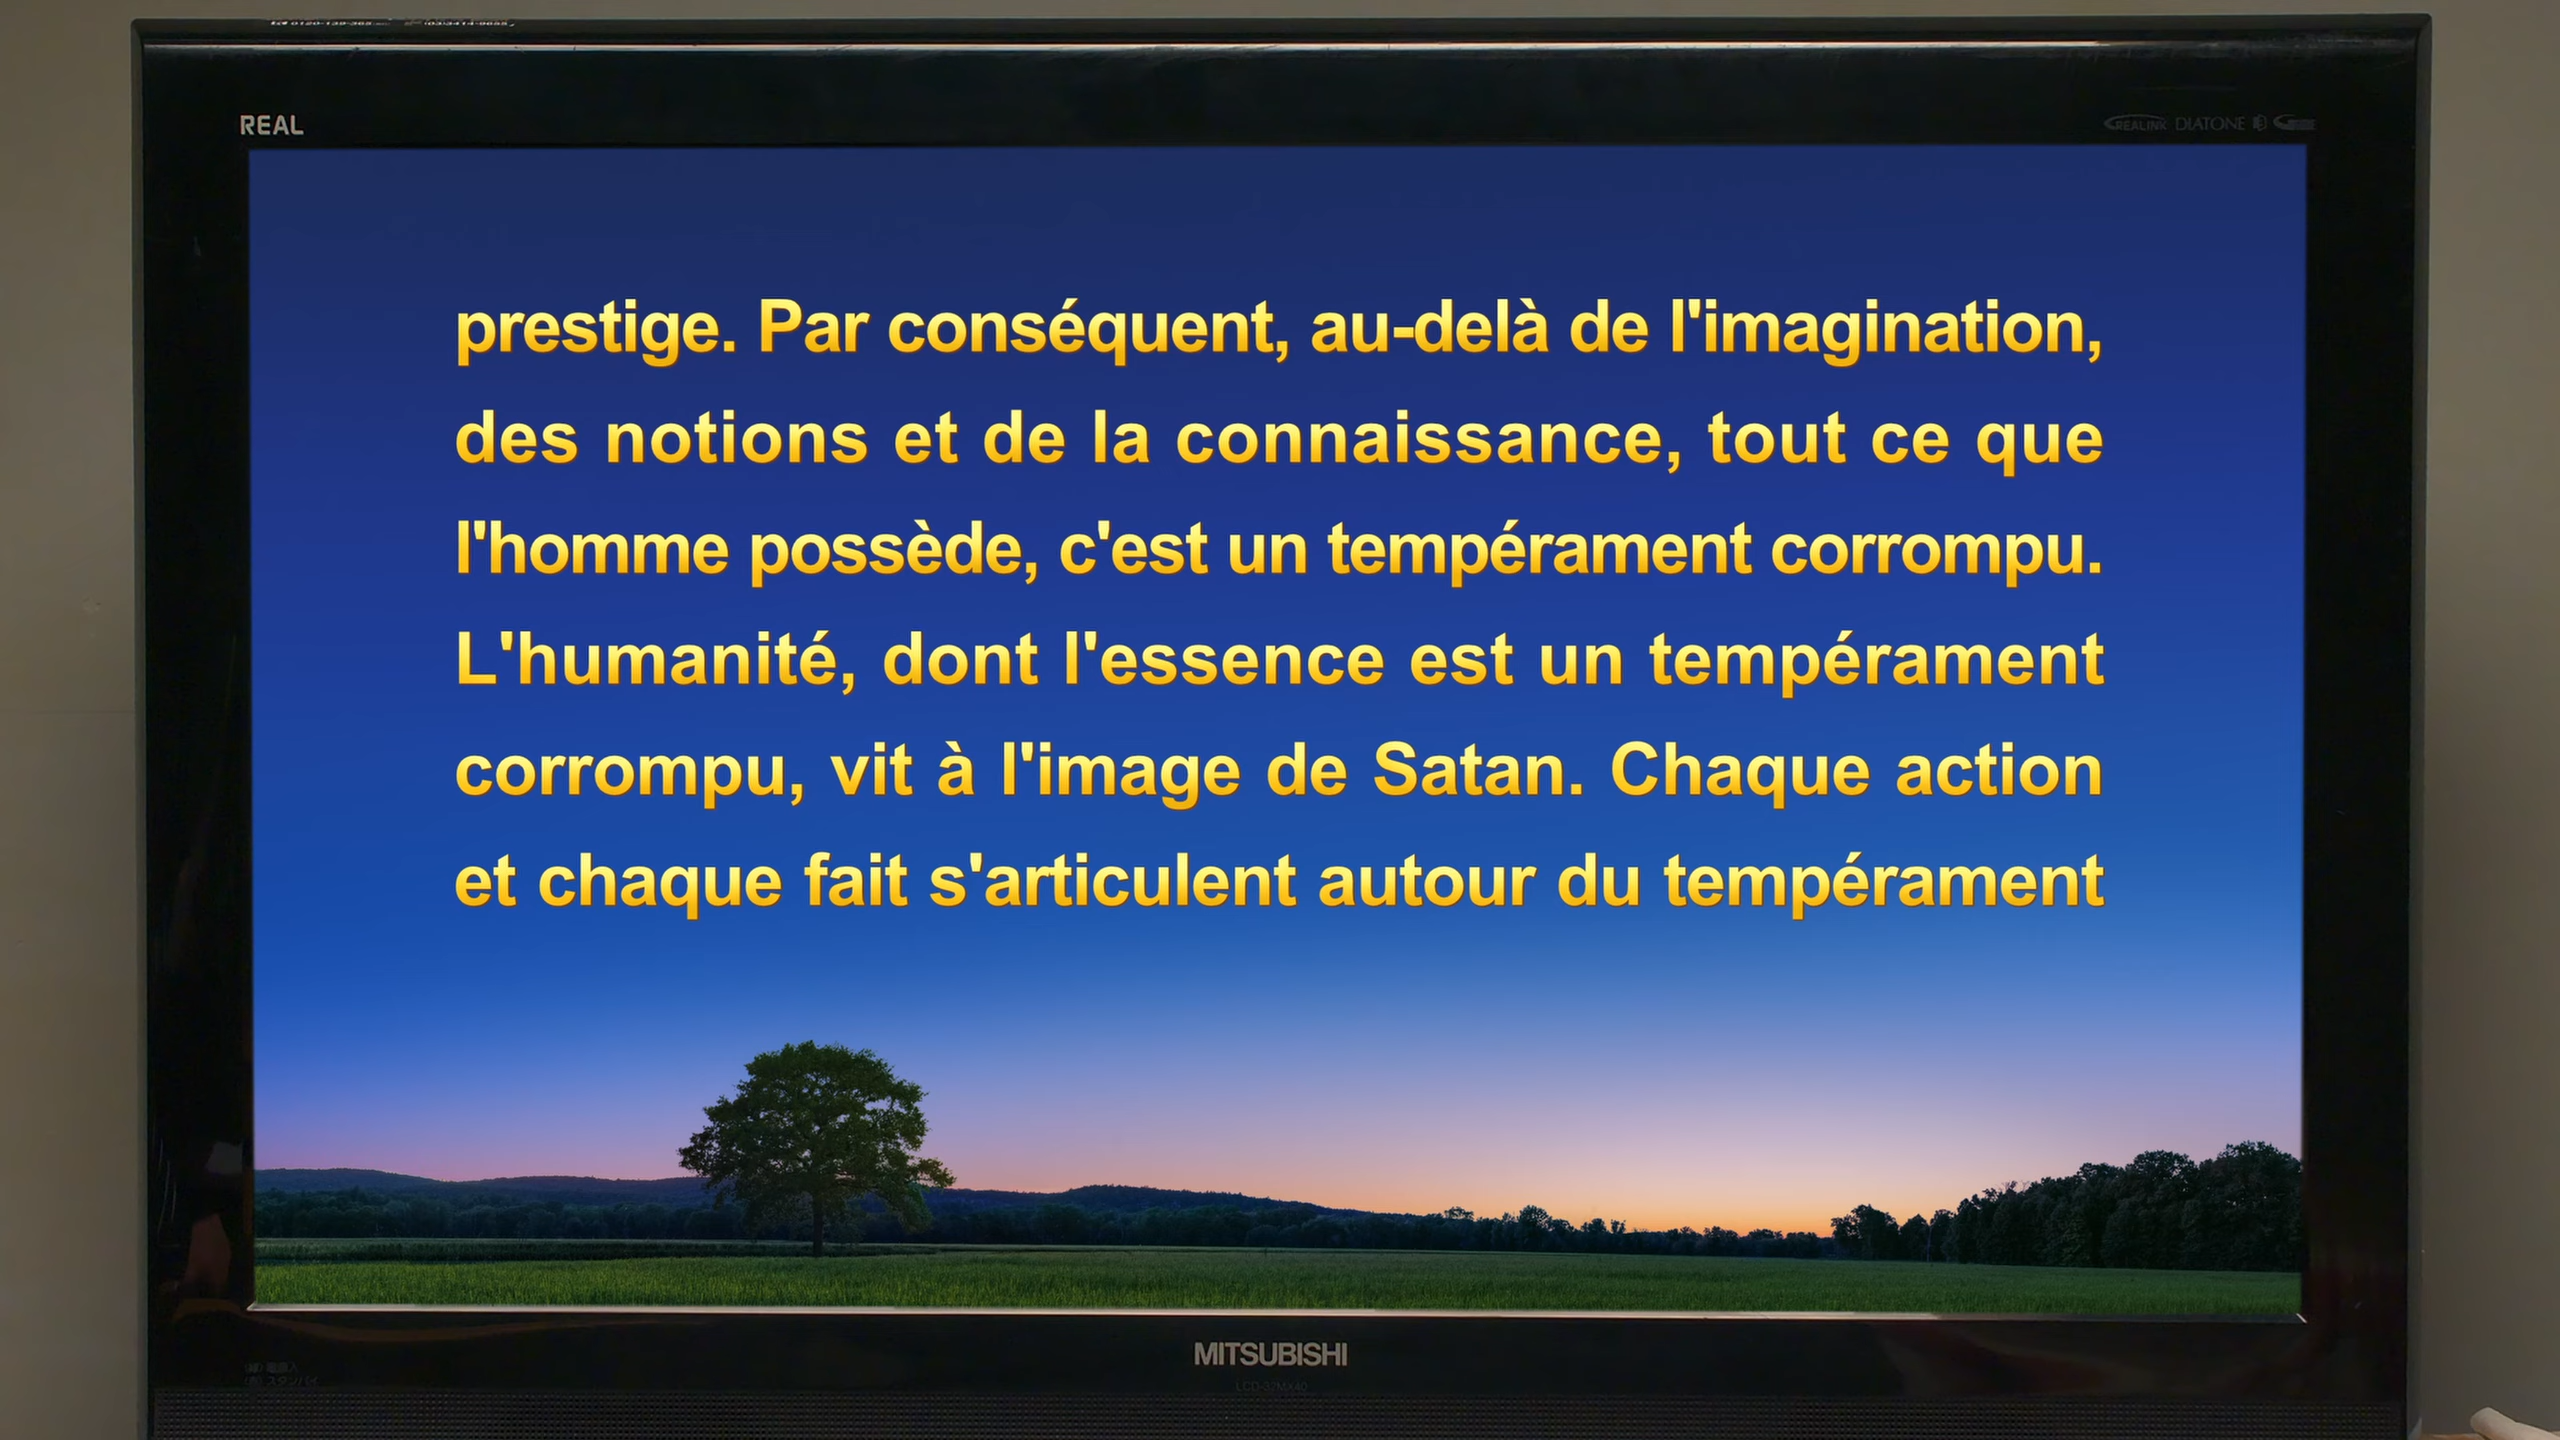 REAL
REALINK DIATONE
prestige. Par conséquent, au-delà de l'imagination,
des notions et de la connaissance, tout ce que
l'homme possède, c'est un tempérament corrompu.
L'humanité, dont l'essence est un tempérament
corrompu, vit à l'image de Satan. Chaque action
et chaque fait s'articulent autour du tempérament
MITSUBISHI